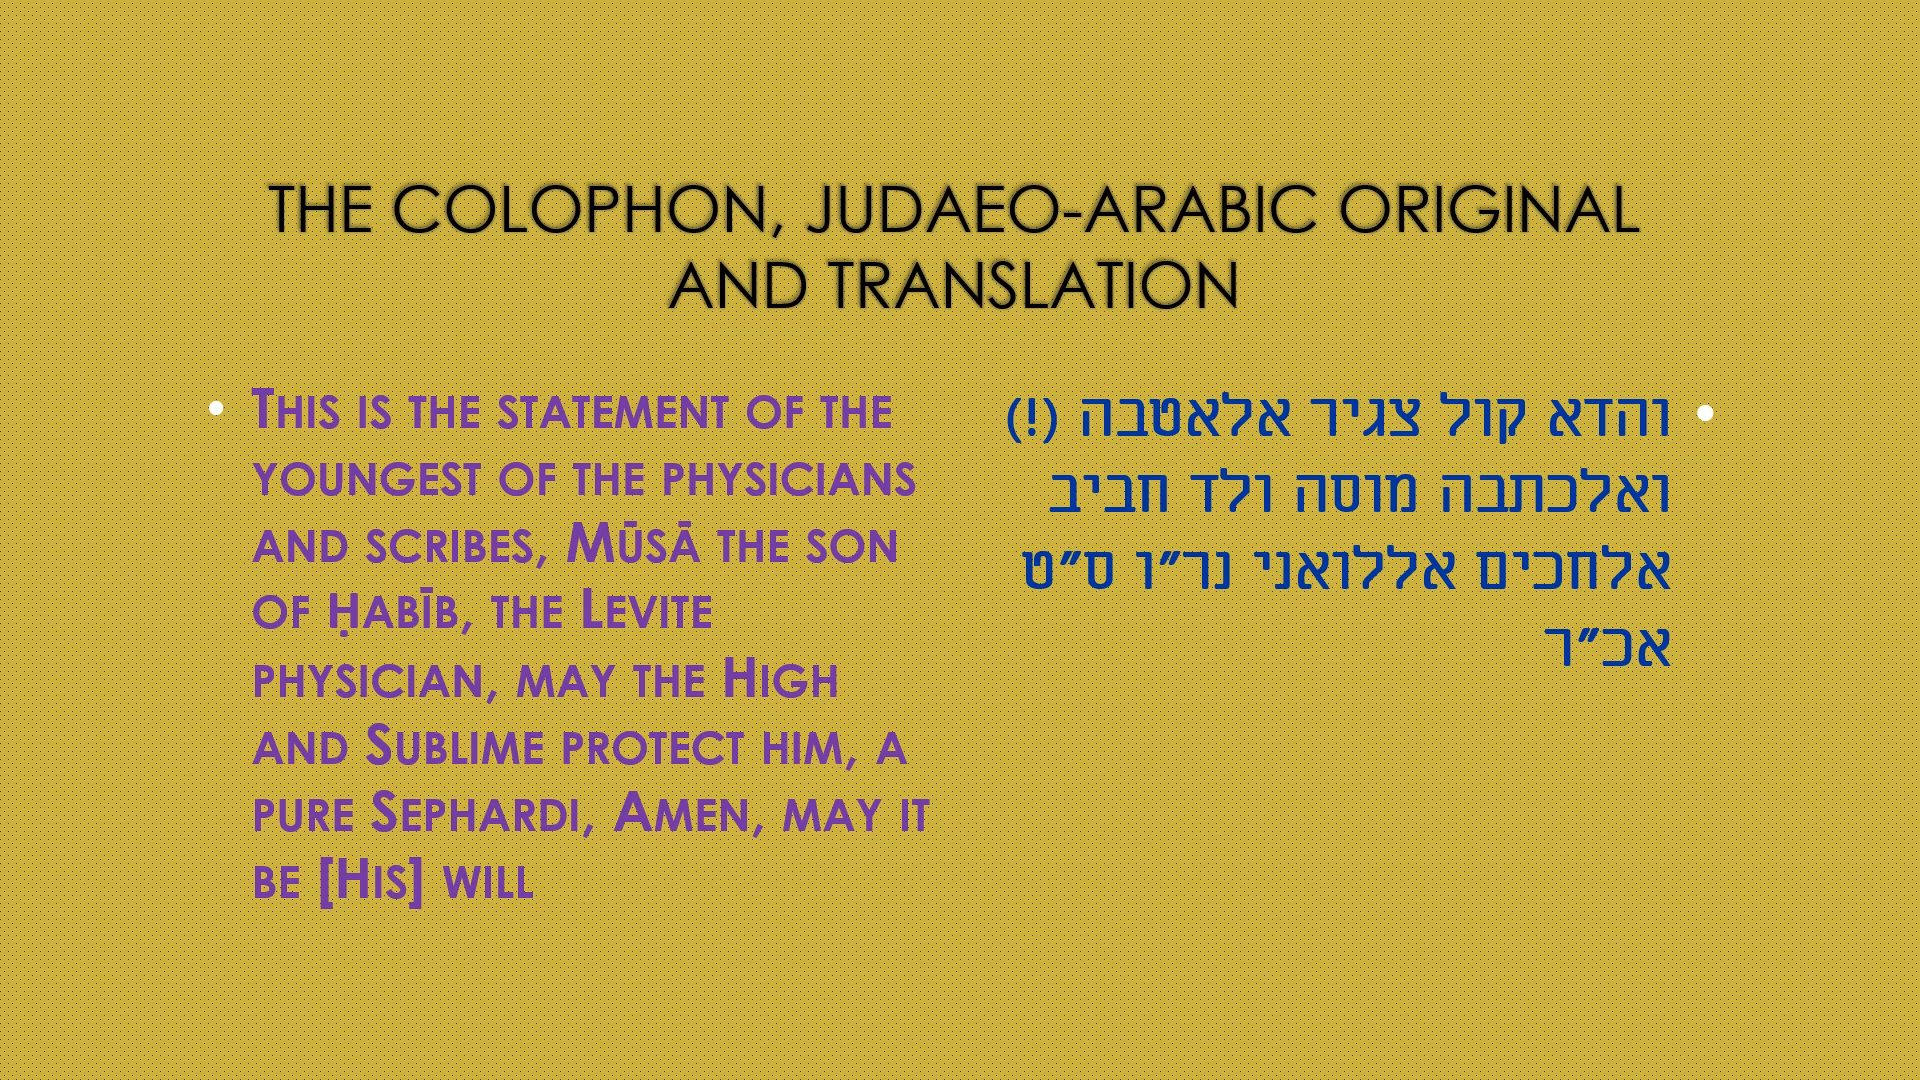 THE COLOPHON, JUDAEO-ARABIC ORIGINAL
AND TRANSLATION
• THIS IS THE STATEMENT OF THE
YOUNGEST OF THE PHYSICIANS
AND SCRIBES, MŪSĀ THE SON
OF ḤABĪB, THE LEVITE
PHYSICIAN, MAY THE HIGH
AND SUBLIME PROTECT HIM, A
PURE SEPHARDI, AMEN, MAY IT
BE [HIS] WILL
• והדא קול צגיר אלאטבה (!)
ואלכתבה מוסה ולד חביב
אלחכים אללואני נר״ו ס״ט
אכ״ר